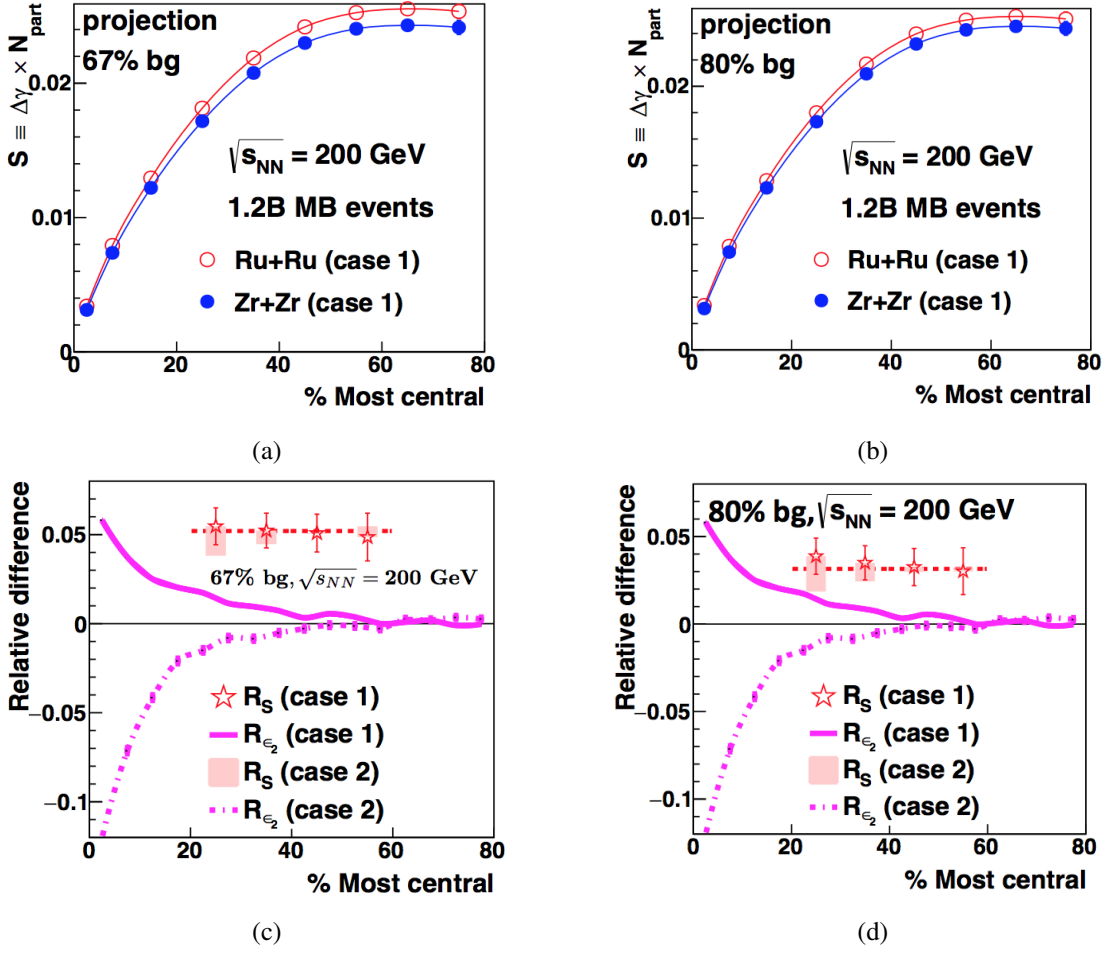 projection
67% bg
S ≡ Δγ × N_part
0.02
0.01
0
√s_NN = 200 GeV
1.2B MB events
Ru+Ru (case 1)
Zr+Zr (case 1)
0 20 40 60 80
% Most central
(a)
projection
80% bg
S ≡ Δγ × N_part
0.02
0.01
0
√s_NN = 200 GeV
1.2B MB events
Ru+Ru (case 1)
Zr+Zr (case 1)
0 20 40 60 80
% Most central
(b)
Relative difference
0.05
0
−0.05
−0.1
67% bg, √s_NN = 200 GeV
R_S (case 1)
R_ϵ₂ (case 1)
R_S (case 2)
R_ϵ₂ (case 2)
0 20 40 60 80
% Most central
(c)
Relative difference
80% bg,√s_NN = 200 GeV
0.05
0
−0.05
−0.1
R_S (case 1)
R_ϵ₂ (case 1)
R_S (case 2)
R_ϵ₂ (case 2)
0 20 40 60 80
% Most central
(d)